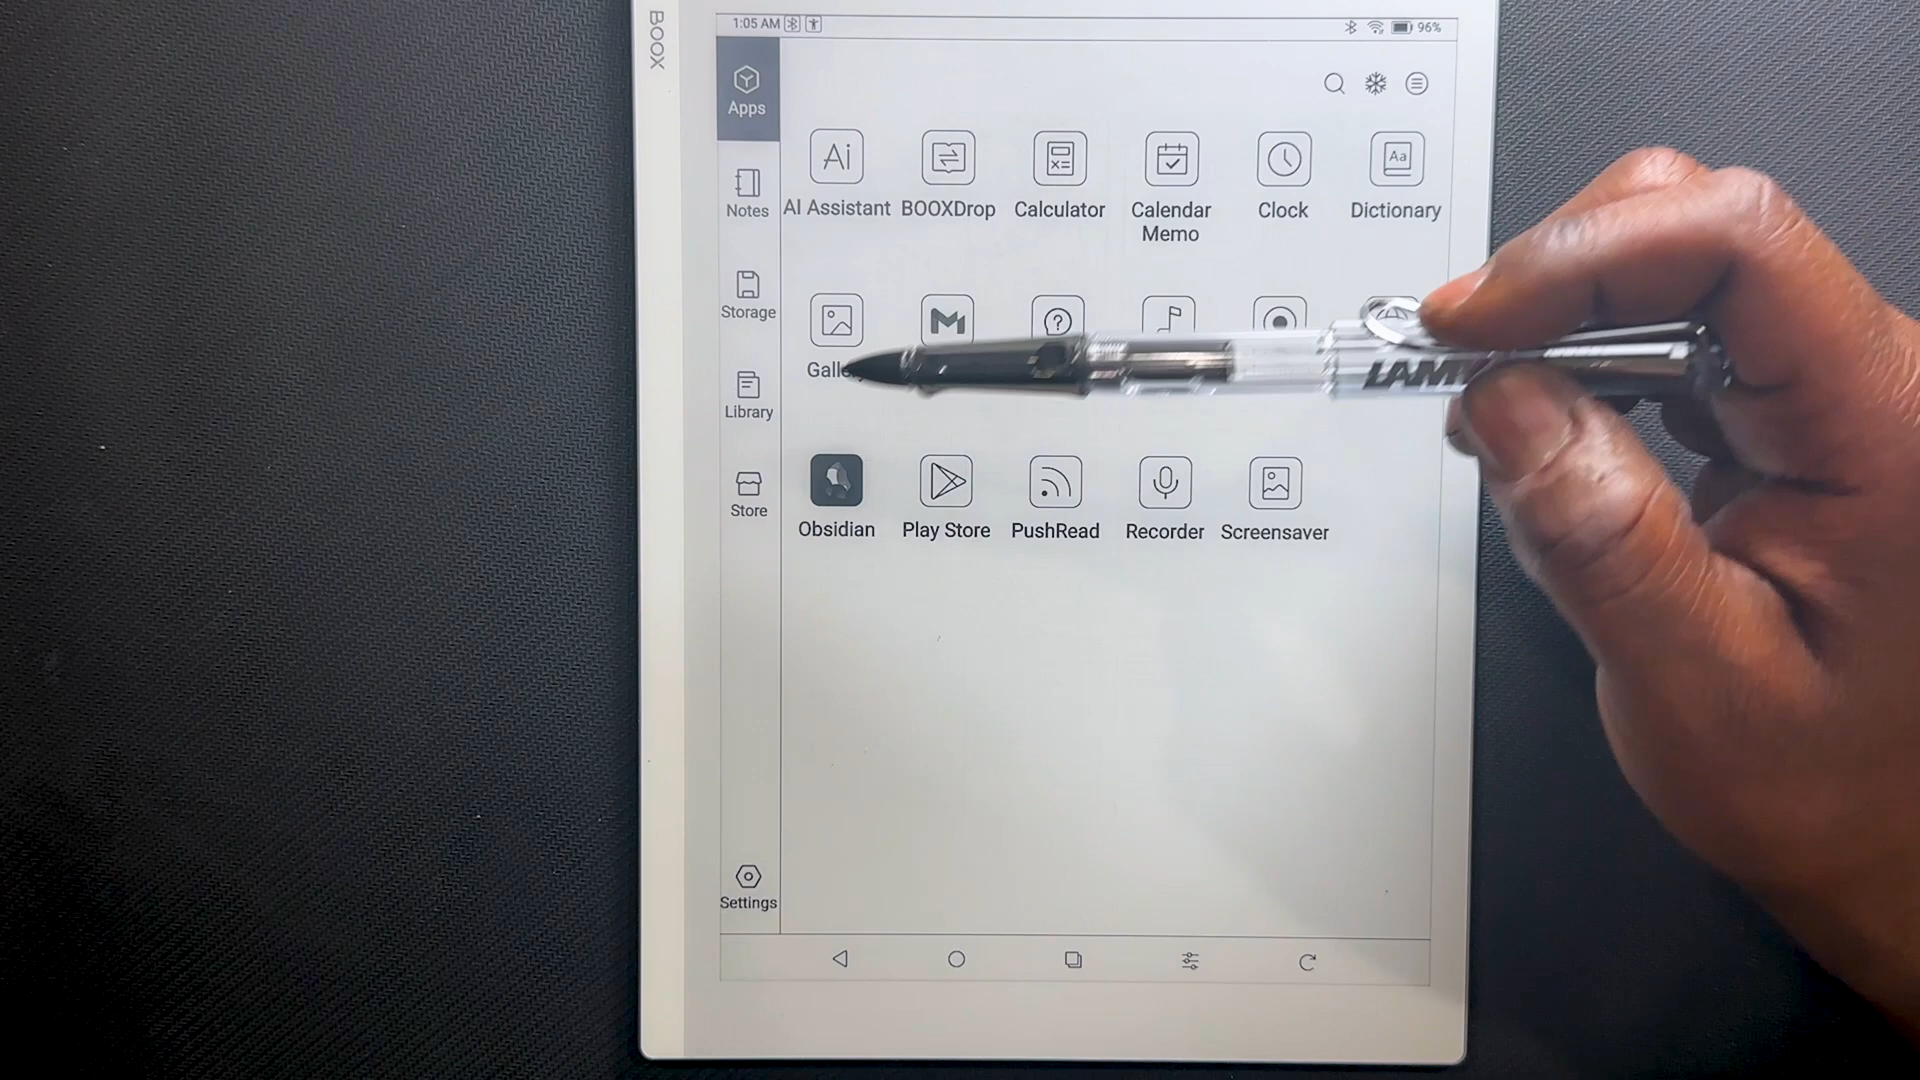 BOOX
1:05 AM 96%
Apps
Notes
Storage
Library
Store
Settings
Ai Aa
AI Assistant BOOXDrop Calculator Calendar Memo Clock Dictionary
M
LAM
Obsidian Play Store PushRead Recorder Screensaver